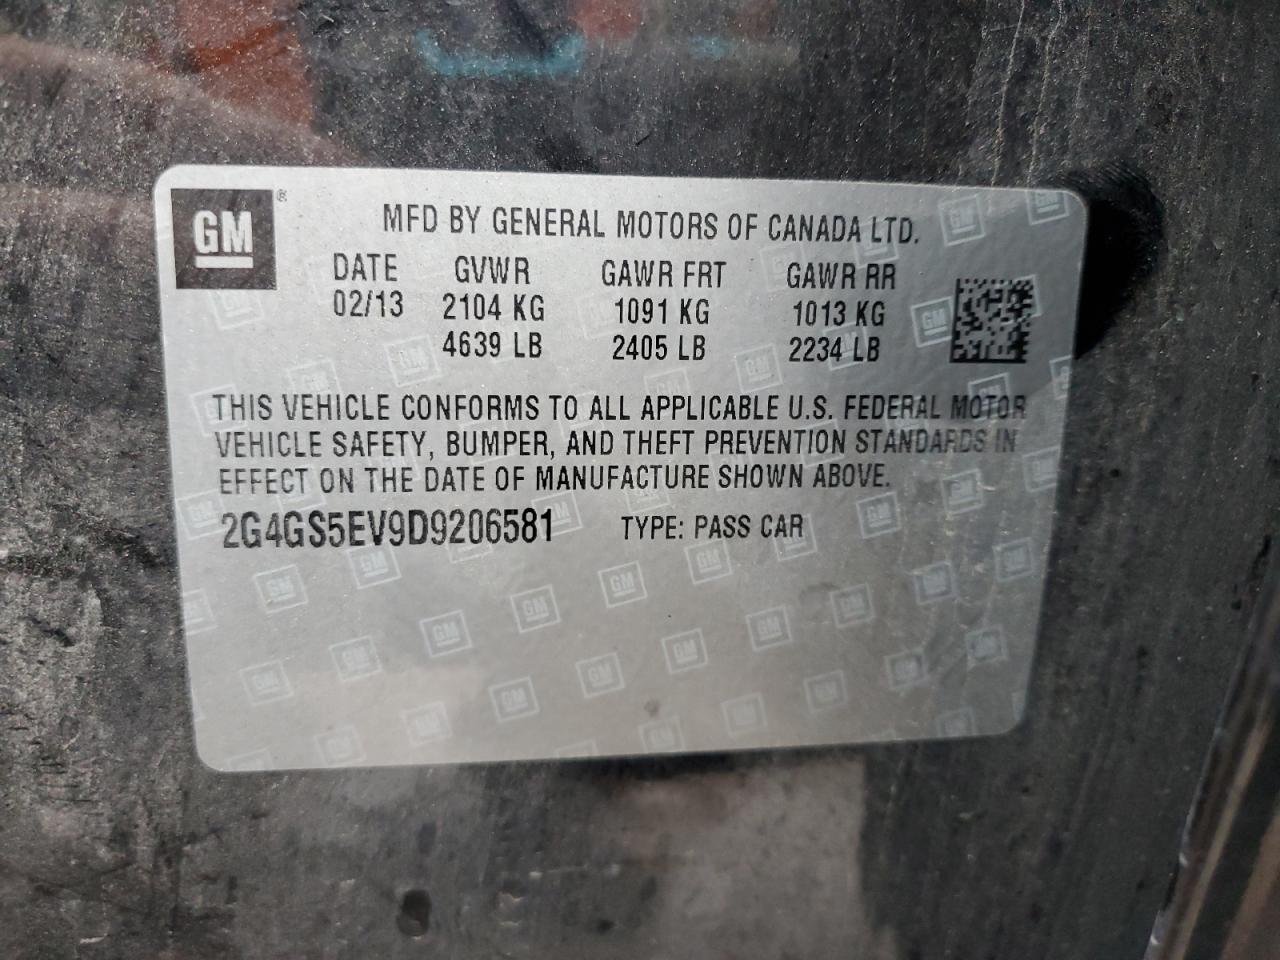 GM®
MFD BY GENERAL MOTORS OF CANADA LTD.
DATE GVWR GAWR FRT GAWR RR
02/13 2104 KG 1091 KG 1013 KG
4639 LB 2405 LB 2234 LB
THIS VEHICLE CONFORMS TO ALL APPLICABLE U.S. FEDERAL MOTOR
VEHICLE SAFETY, BUMPER, AND THEFT PREVENTION STANDARDS IN
EFFECT ON THE DATE OF MANUFACTURE SHOWN ABOVE.
2G4GS5EV9D9206581 TYPE: PASS CAR